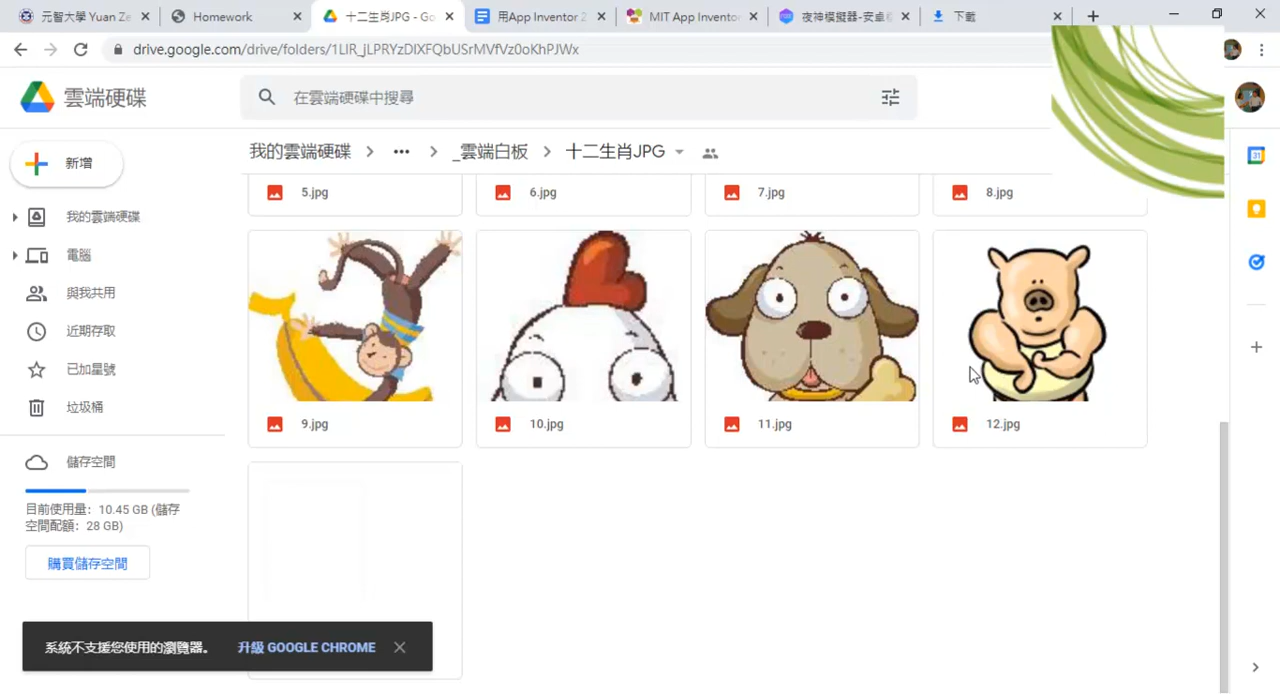 元智大學 Yuan Ze
Homework
十二生肖JPG - Go
用App Inventor 2
MIT App Inventor
夜神模擬器-安卓
下載
drive.google.com/drive/folders/1LlR_jLPRYzDlXFQbUSrMVfVz0oKhPJWx
雲端硬碟
在雲端硬碟中搜尋
新增
我的雲端硬碟
•••
_雲端白板
十二生肖JPG
我的雲端硬碟
電腦
與我共用
近期存取
已加星號
垃圾桶
儲存空間
目前使用量：10.45 GB (儲存
空間配額：28 GB)
購買儲存空間
5.jpg
6.jpg
7.jpg
8.jpg
9.jpg
10.jpg
11.jpg
12.jpg
31
系統不支援您使用的瀏覽器。
升級 GOOGLE CHROME